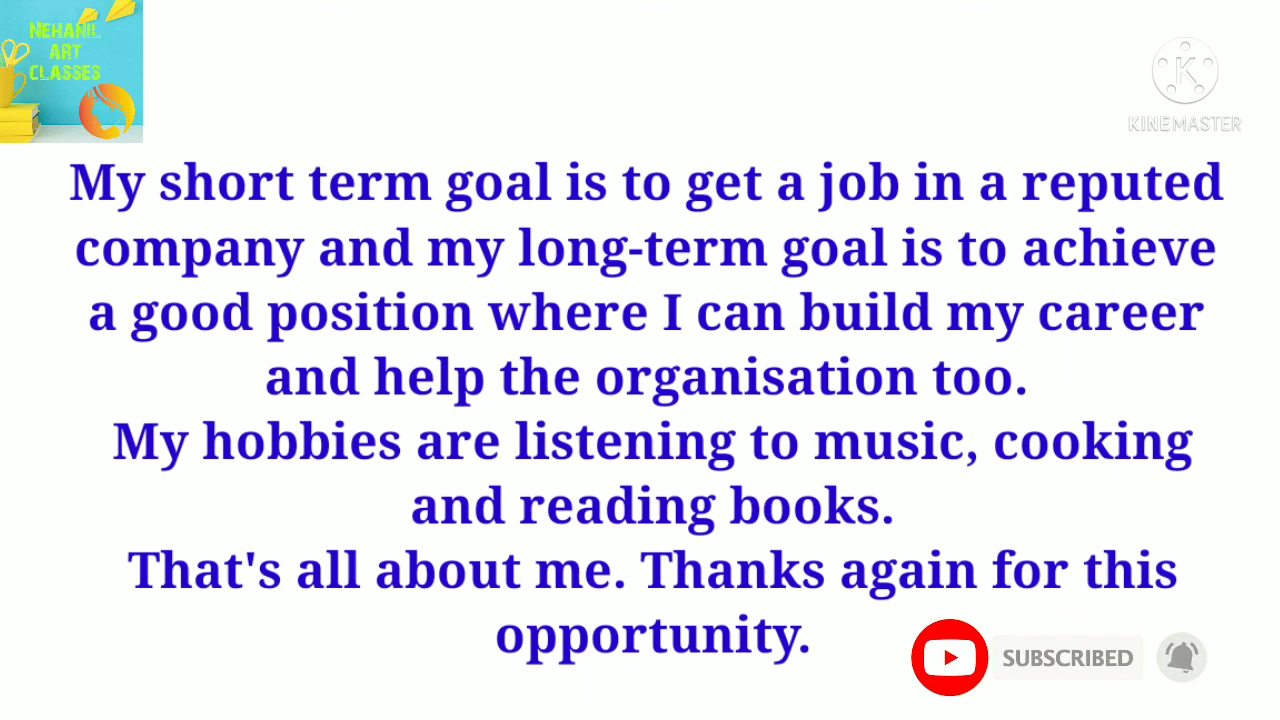 NEHANIL
ART
CLASSES
K
KINEMASTER
My short term goal is to get a job in a reputed
company and my long-term goal is to achieve
a good position where I can build my career
and help the organisation too.
My hobbies are listening to music, cooking
and reading books.
That's all about me. Thanks again for this
opportunity.
SUBSCRIBED